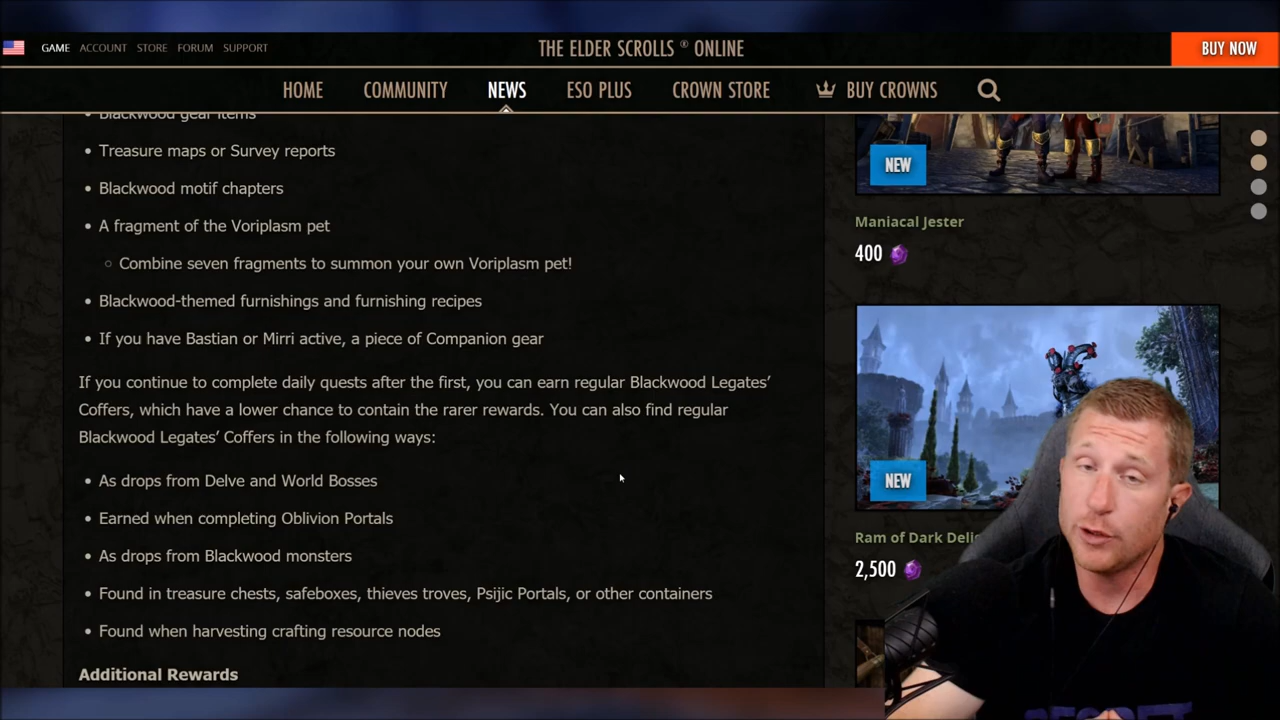 GAME ACCOUNT STORE FORUM SUPPORT
THE ELDER SCROLLS ® ONLINE
BUY NOW
HOME COMMUNITY NEWS ESO PLUS CROWN STORE BUY CROWNS
Blackwood gear items
Treasure maps or Survey reports
Blackwood motif chapters
A fragment of the Voriplasm pet
Combine seven fragments to summon your own Voriplasm pet!
Blackwood-themed furnishings and furnishing recipes
If you have Bastian or Mirri active, a piece of Companion gear
If you continue to complete daily quests after the first, you can earn regular Blackwood Legates’
Coffers, which have a lower chance to contain the rarer rewards. You can also find regular
Blackwood Legates’ Coffers in the following ways:
As drops from Delve and World Bosses
Earned when completing Oblivion Portals
As drops from Blackwood monsters
Found in treasure chests, safeboxes, thieves troves, Psijic Portals, or other containers
Found when harvesting crafting resource nodes
Additional Rewards
NEW
Maniacal Jester
400
NEW
Ram of Dark
2,500